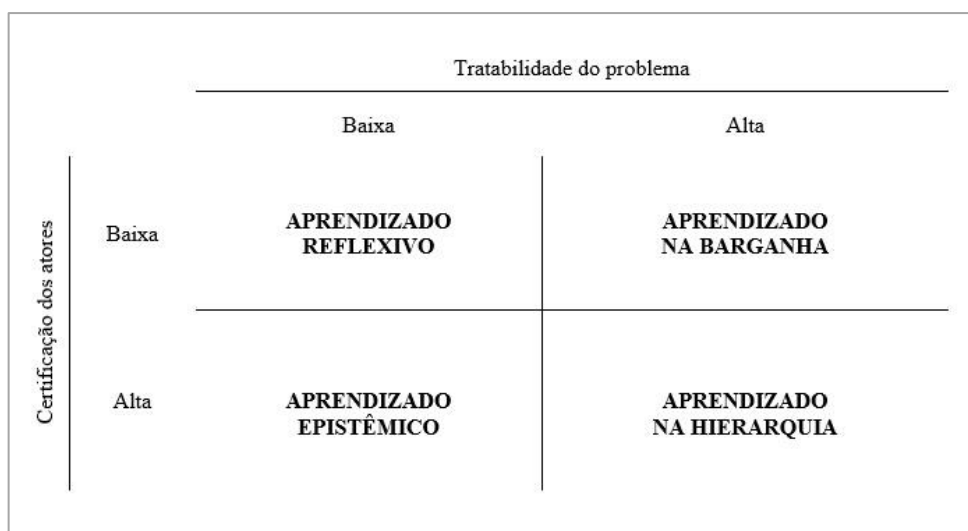 Tratabilidade do problema
Baixa
Alta
Certificação dos atores
Baixa
APRENDIZADO
REFLEXIVO
APRENDIZADO
NA BARGANHA
Alta
APRENDIZADO
EPISTÊMICO
APRENDIZADO
NA HIERARQUIA